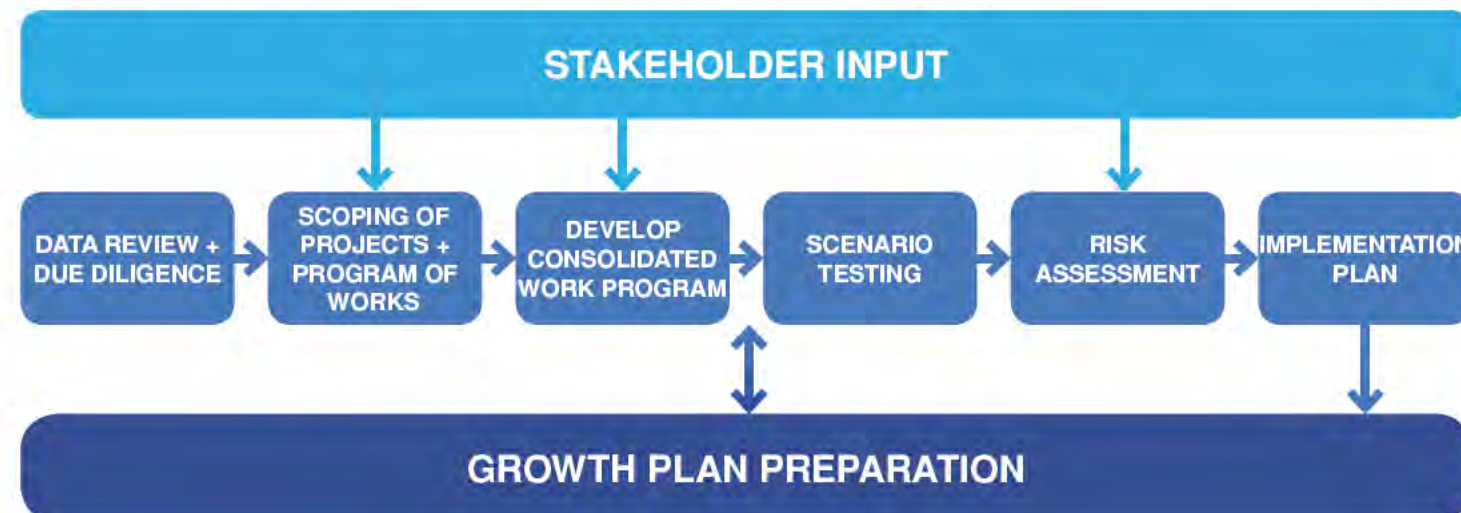 STAKEHOLDER INPUT
DATA REVIEW +
DUE DILIGENCE
SCOPING OF
PROJECTS +
PROGRAM OF
WORKS
DEVELOP
CONSOLIDATED
WORK PROGRAM
SCENARIO
TESTING
RISK
ASSESSMENT
IMPLEMENTATION
PLAN
GROWTH PLAN PREPARATION